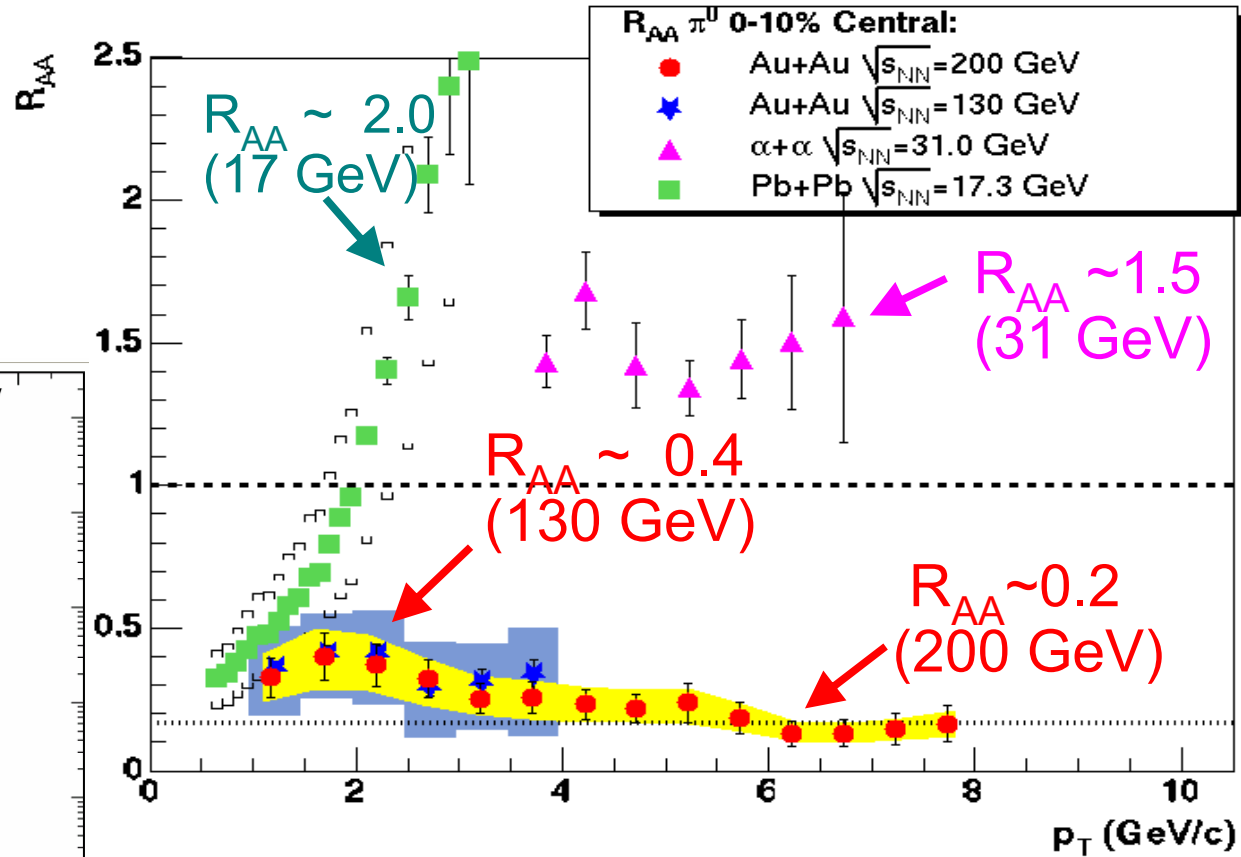 R_AA π⁰ 0-10% Central:
Au+Au √s_NN=200 GeV
Au+Au √s_NN=130 GeV
α+α √s_NN=31.0 GeV
Pb+Pb √s_NN=17.3 GeV
R_AA
2.5
2
1.5
1
0.5
0
R_AA ~ 2.0
(17 GeV)
R_AA ~1.5
(31 GeV)
R_AA ~ 0.4
(130 GeV)
R_AA ~0.2
(200 GeV)
0 2 4 6 8 10
p_T (GeV/c)